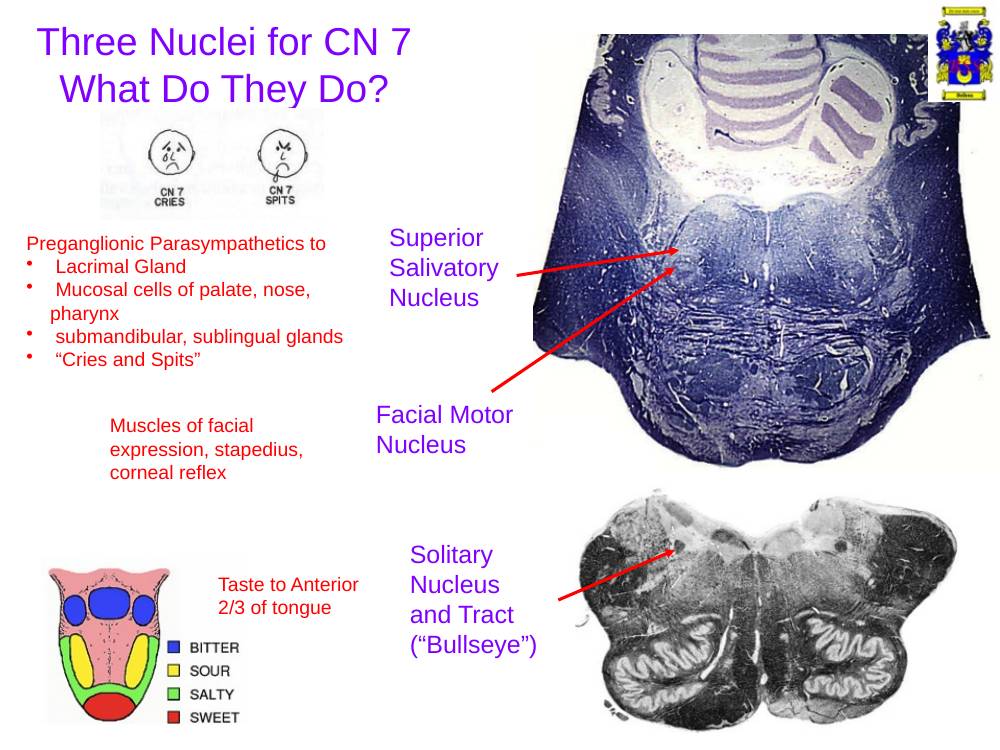 Three Nuclei for CN 7
What Do They Do?
CN 7
CRIES
CN 7
SPITS
Preganglionic Parasympathetics to
• Lacrimal Gland
• Mucosal cells of palate, nose,
pharynx
• submandibular, sublingual glands
• “Cries and Spits”
Superior
Salivatory
Nucleus
Facial Motor
Nucleus
Muscles of facial
expression, stapedius,
corneal reflex
Solitary
Nucleus
and Tract
(“Bullseye”)
Taste to Anterior
2/3 of tongue
BITTER
SOUR
SALTY
SWEET